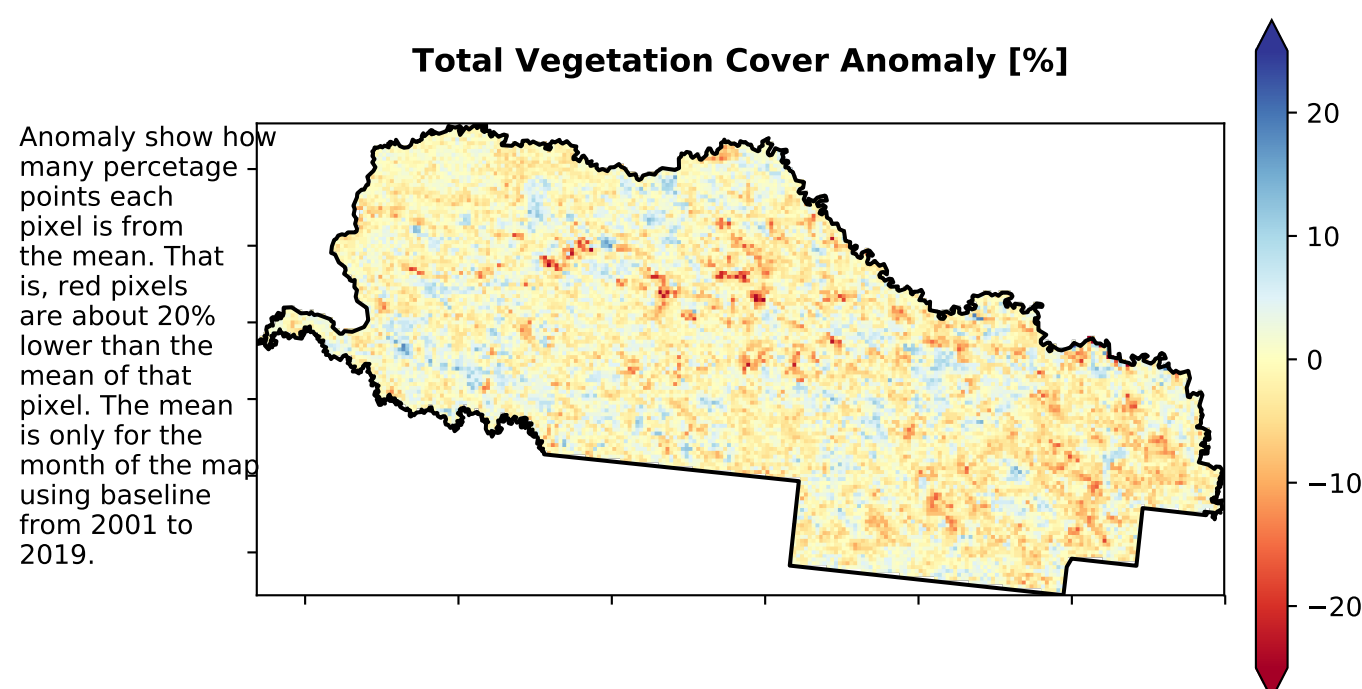 Total Vegetation Cover Anomaly [%]
Anomaly show how
many percetage
points each
pixel is from
the mean. That
is, red pixels
are about 20%
lower than the
mean of that
pixel. The mean
is only for the
month of the map
using baseline
from 2001 to
2019.
20
10
0
−10
−20